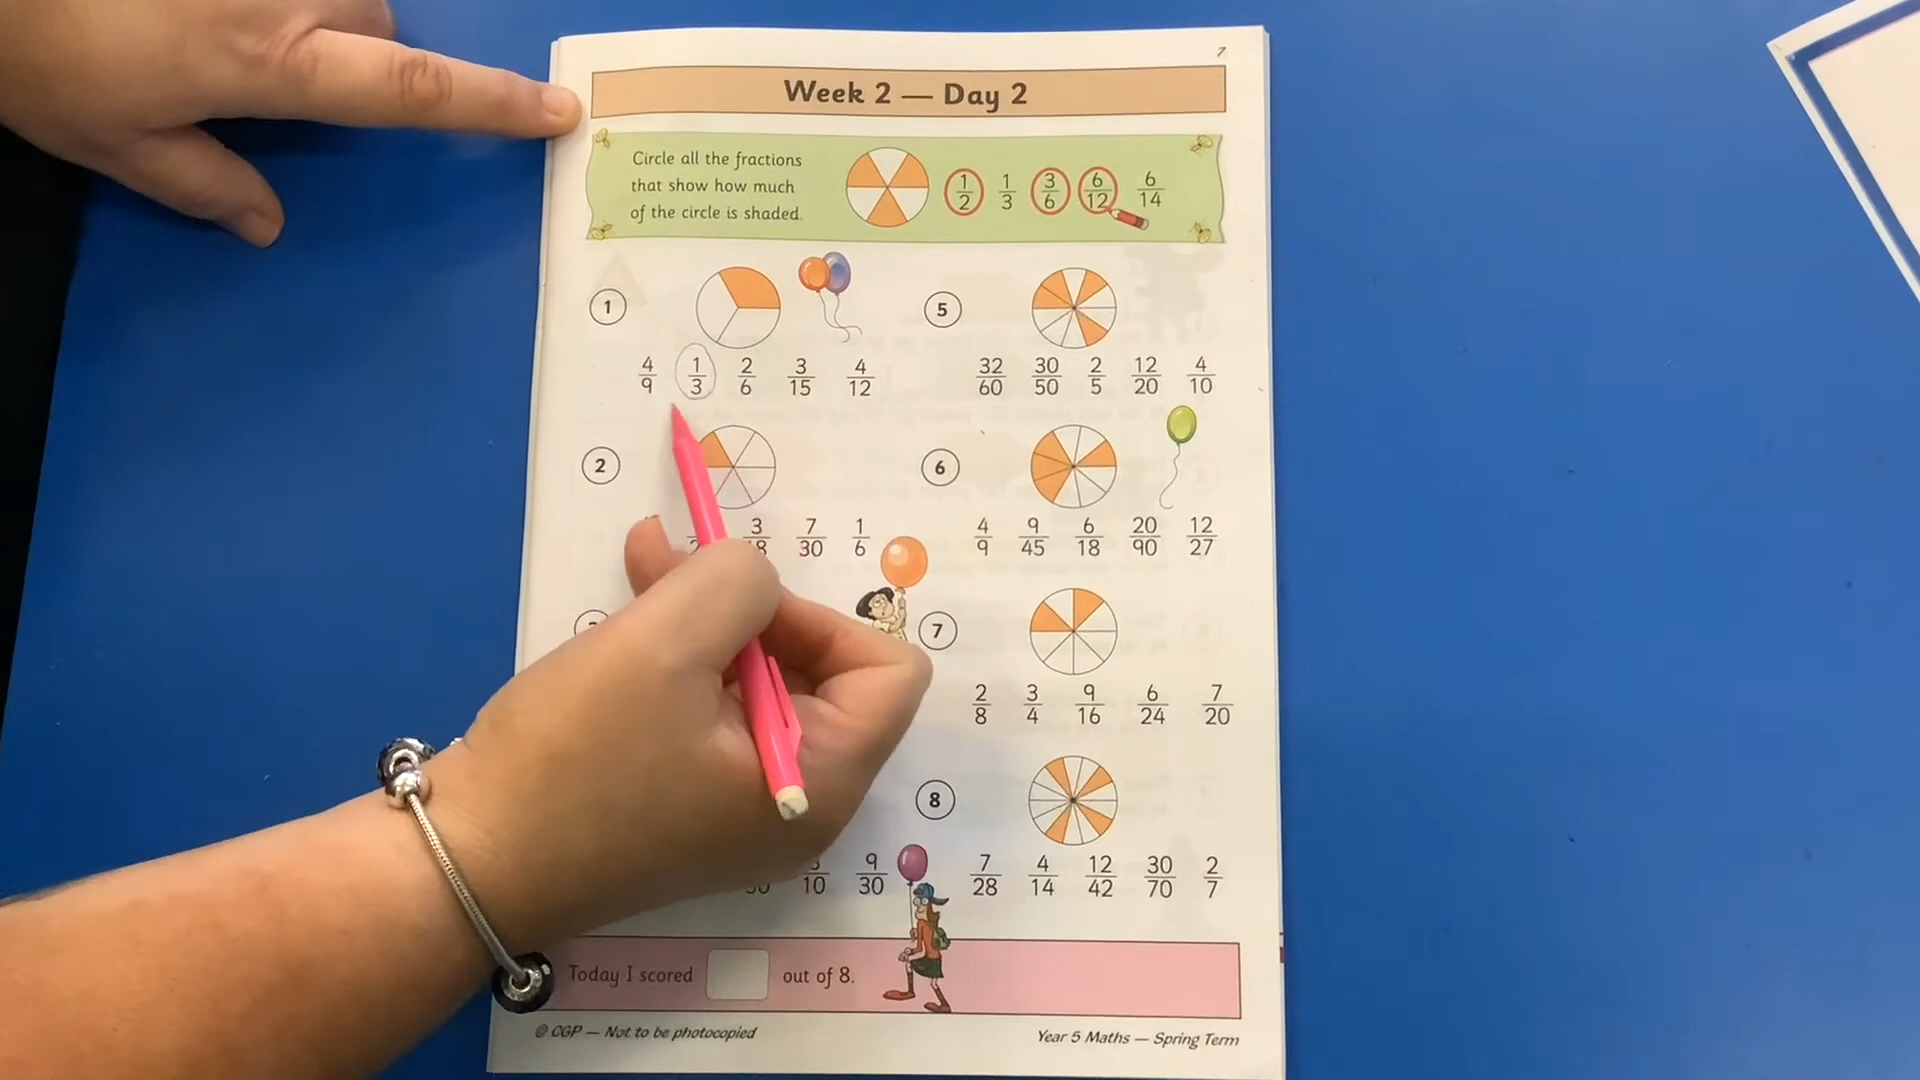 7
Week 2 — Day 2
Circle all the fractions
that show how much
of the circle is shaded.
1/2 1/3 3/6 6/12 6/14
1
4/9 1/3 2/6 3/15 4/12
2
7/30 1/6
5
32/60 30/50 2/5 12/20 4/10
6
4/9 9/45 6/18 20/90 12/27
7
2/8 3/4 9/16 6/24 7/20
8
9/30
7/28 4/14 12/42 30/70 2/7
Today I scored out of 8.
© CGP — Not to be photocopied
Year 5 Maths — Spring Term